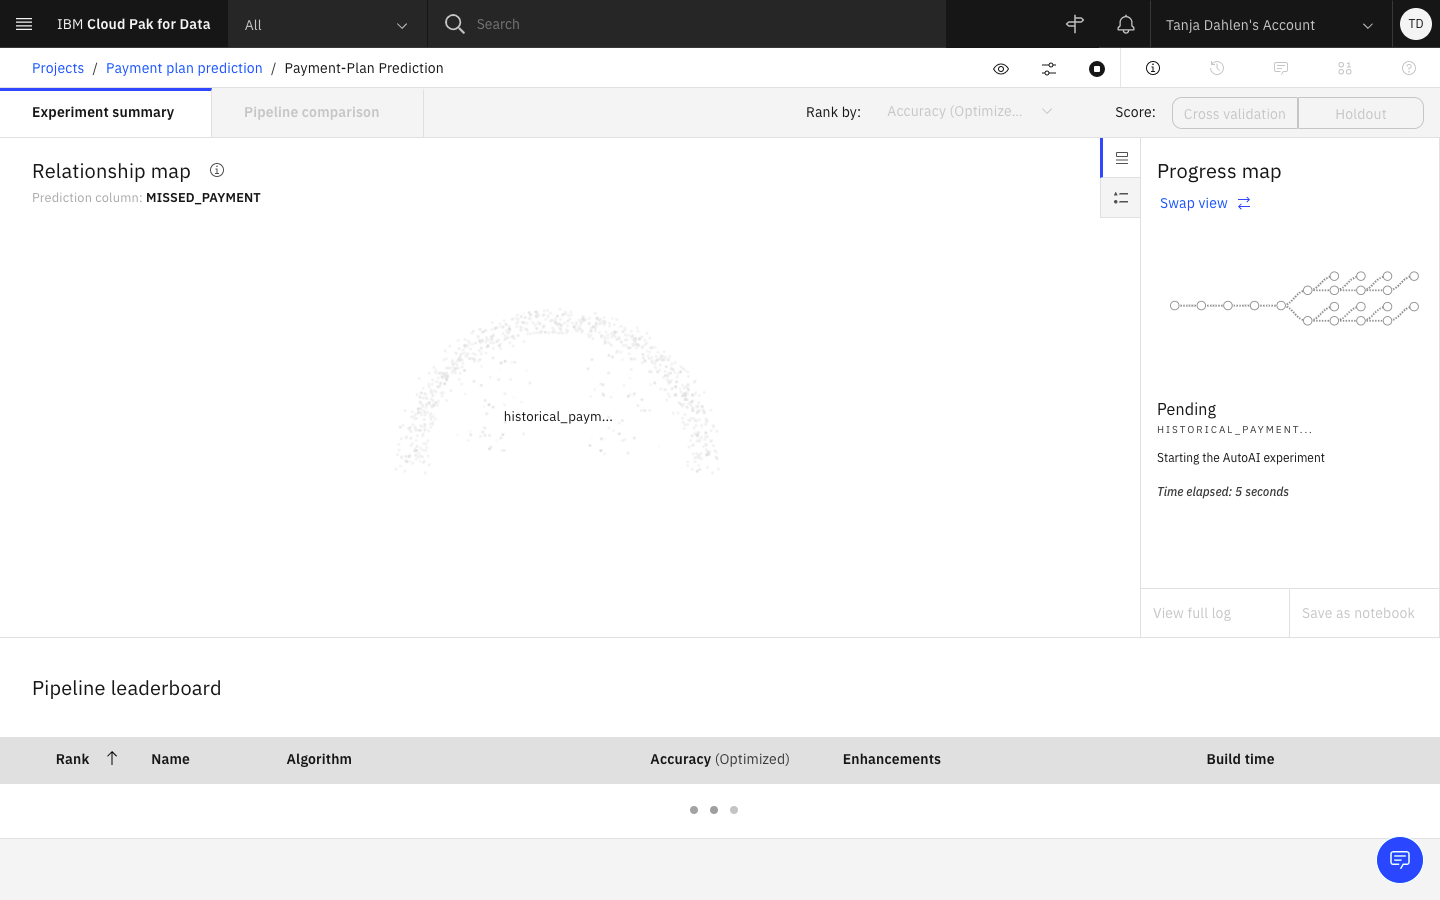 IBM Cloud Pak for Data
All
Search
Tanja Dahlen's Account
TD
Projects / Payment plan prediction / Payment-Plan Prediction
Experiment summary
Pipeline comparison
Rank by:
Accuracy (Optimize...
Score:
Cross validation
Holdout
Relationship map
Prediction column: MISSED_PAYMENT
historical_paym...
Progress map
Swap view
Pending
HISTORICAL_PAYMENT...
Starting the AutoAI experiment
Time elapsed: 5 seconds
View full log
Save as notebook
Pipeline leaderboard
Rank
Name
Algorithm
Accuracy (Optimized)
Enhancements
Build time